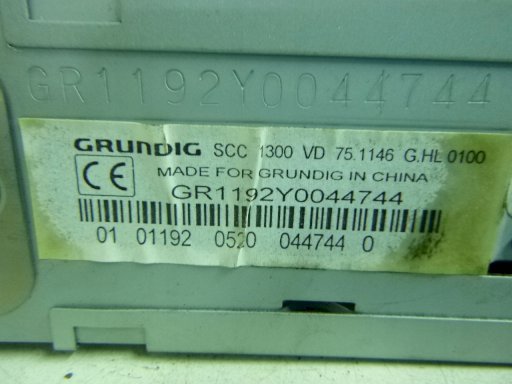 GR1192Y0044744
GRUNDIG SCC 1300 VD 75.1146 G.HL 0100
CE MADE FOR GRUNDIG IN CHINA
GR1192Y0044744
01 01192 0520 044744 0